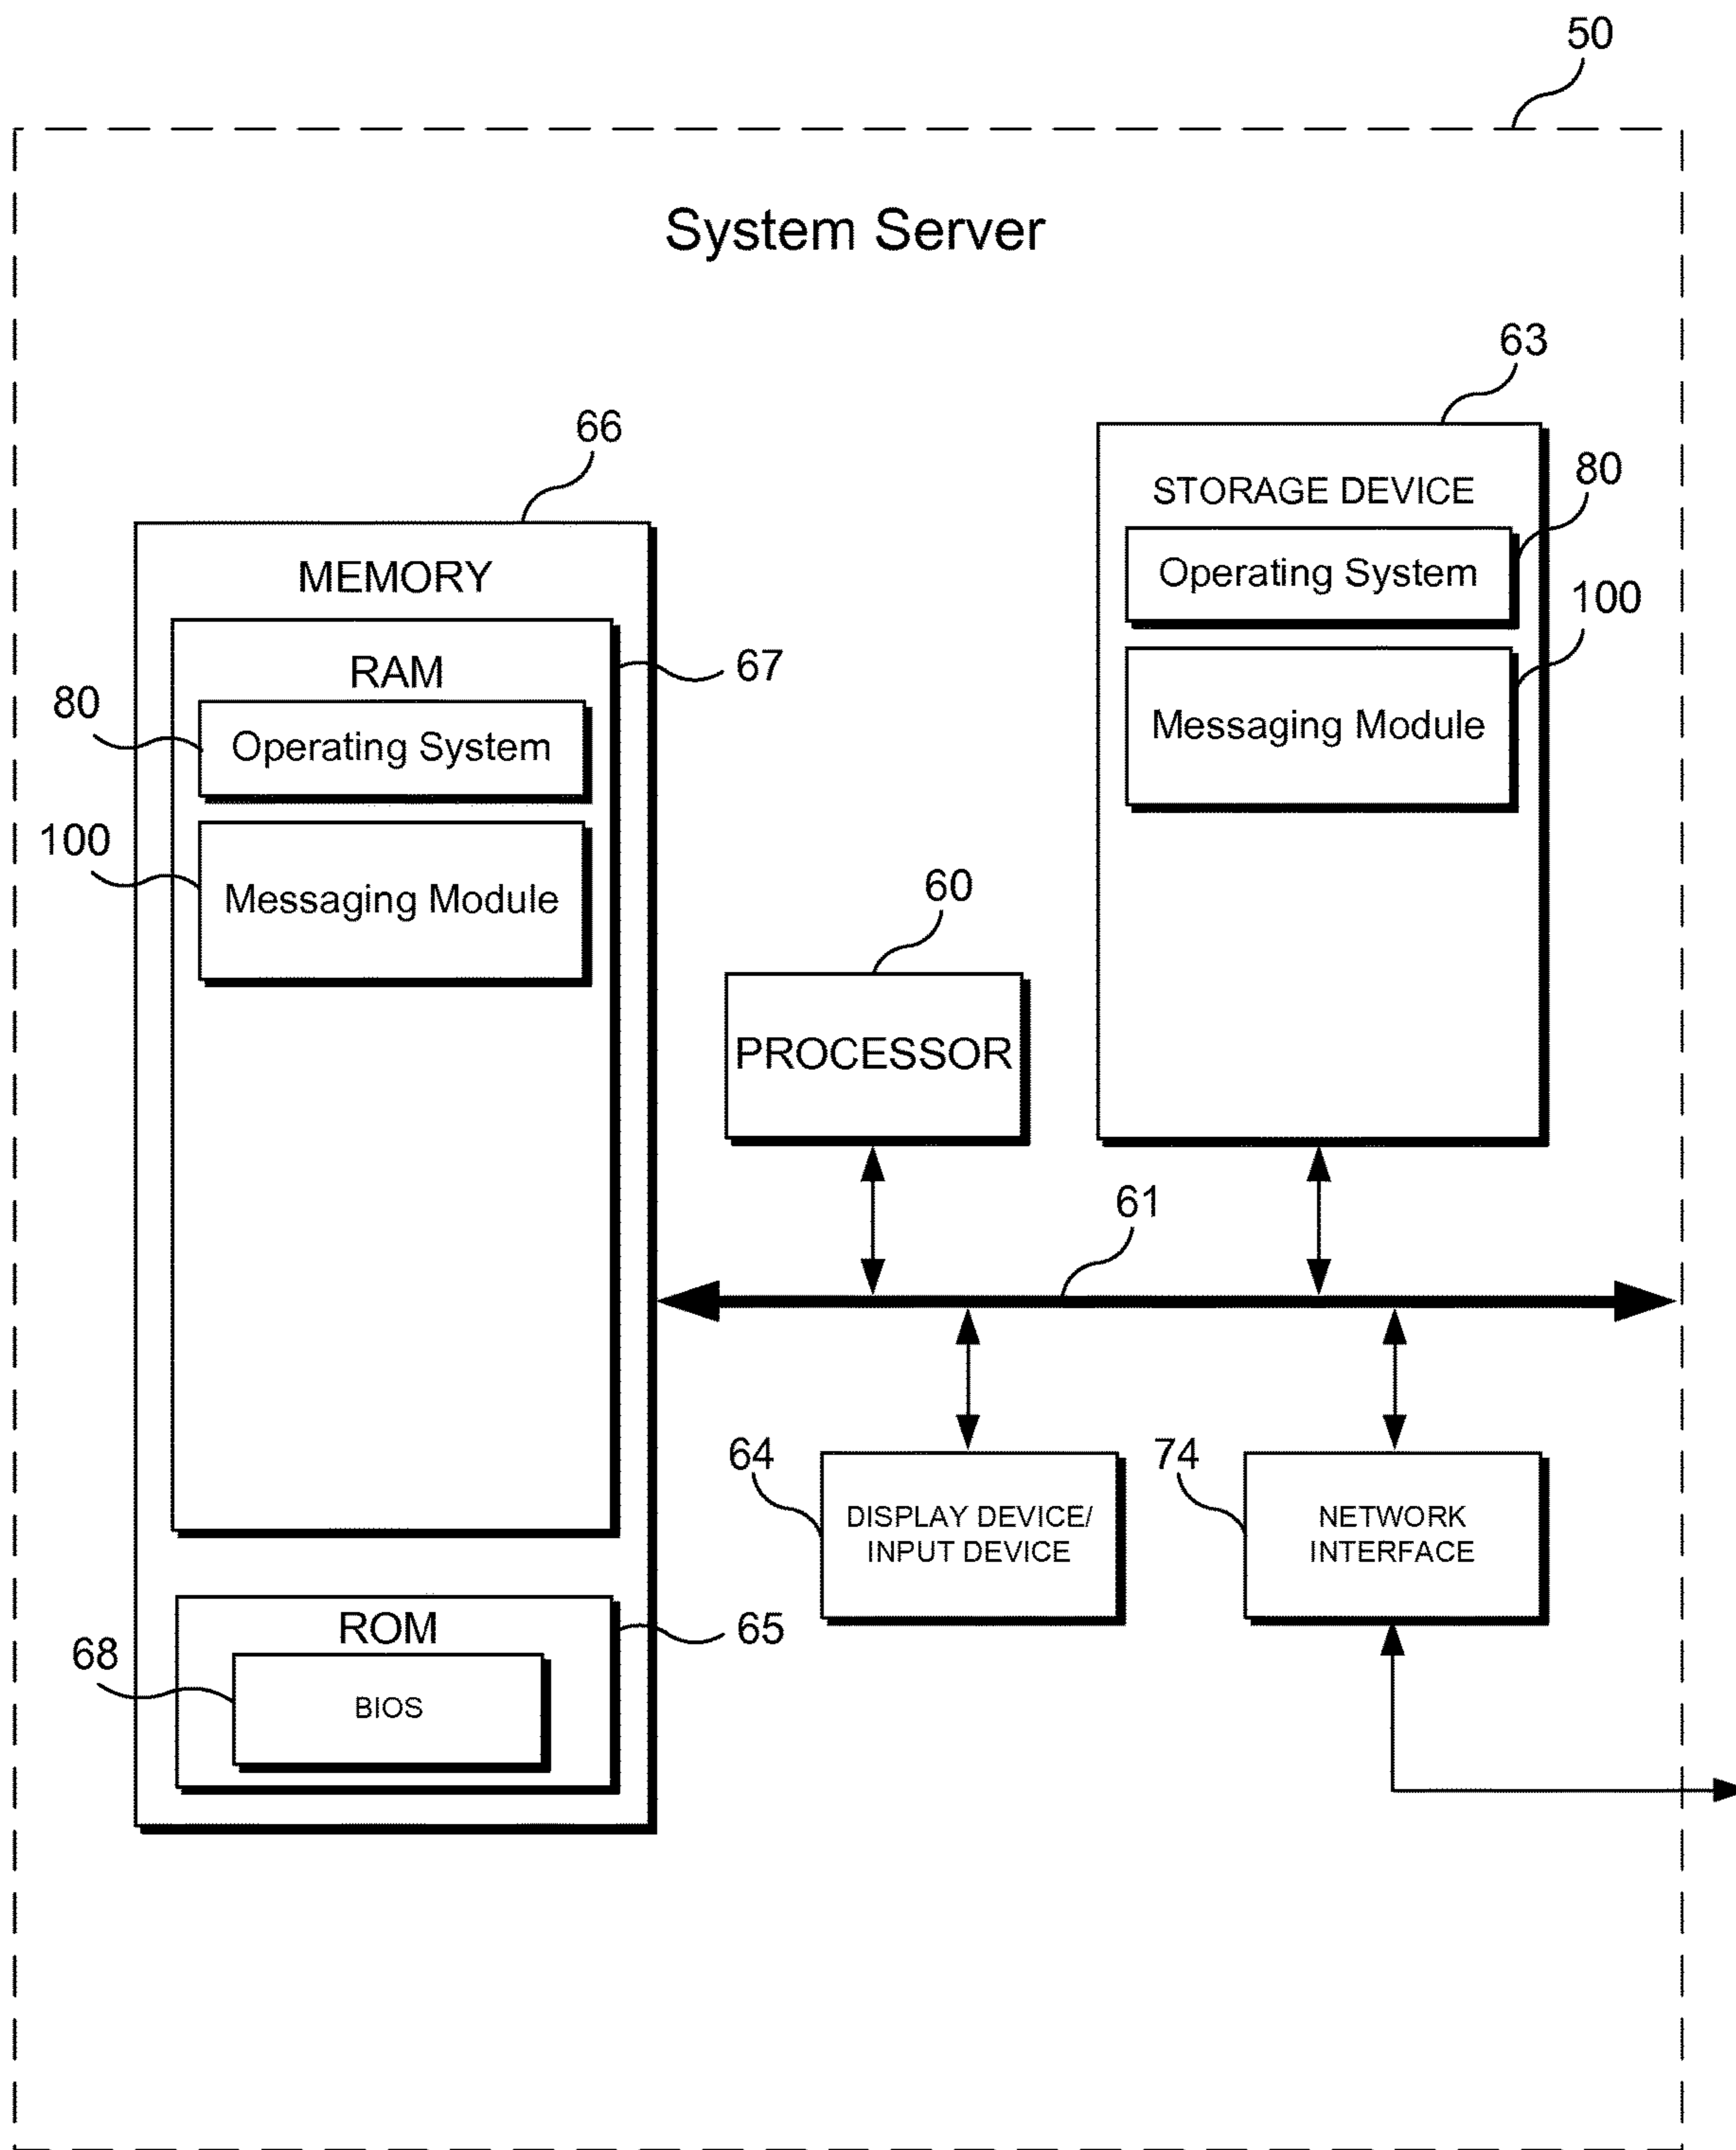 50
System Server
63
66
STORAGE DEVICE
80
Operating System
100
Messaging Module
MEMORY
RAM
67
80
Operating System
100
Messaging Module
60
PROCESSOR
61
64
DISPLAY DEVICE/
INPUT DEVICE
74
NETWORK
INTERFACE
ROM
65
68
BIOS